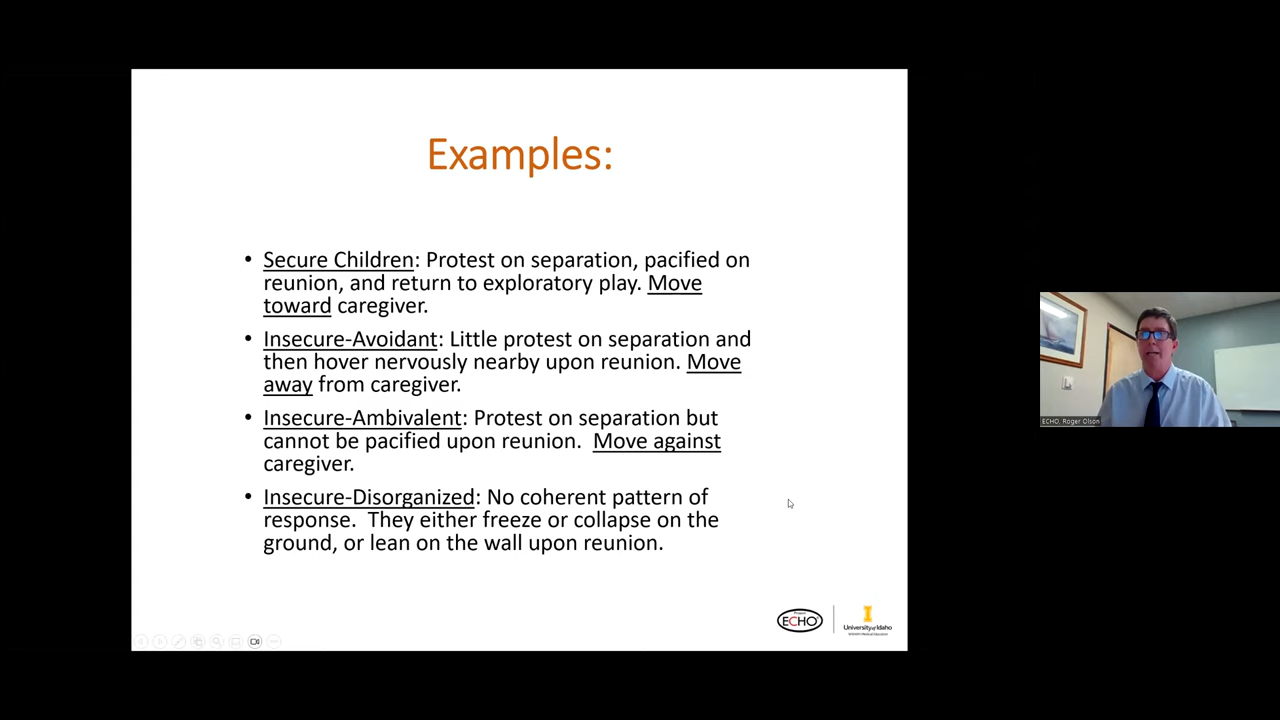 Examples:
• Secure Children: Protest on separation, pacified on
reunion, and return to exploratory play. Move
toward caregiver.
• Insecure-Avoidant: Little protest on separation and
then hover nervously nearby upon reunion. Move
away from caregiver.
• Insecure-Ambivalent: Protest on separation but
cannot be pacified upon reunion.  Move against
caregiver.
• Insecure-Disorganized: No coherent pattern of
response.  They either freeze or collapse on the
ground, or lean on the wall upon reunion.
Project
ECHO
I
University of Idaho
WWAMI Medical Education
ECHO, Roger Olson